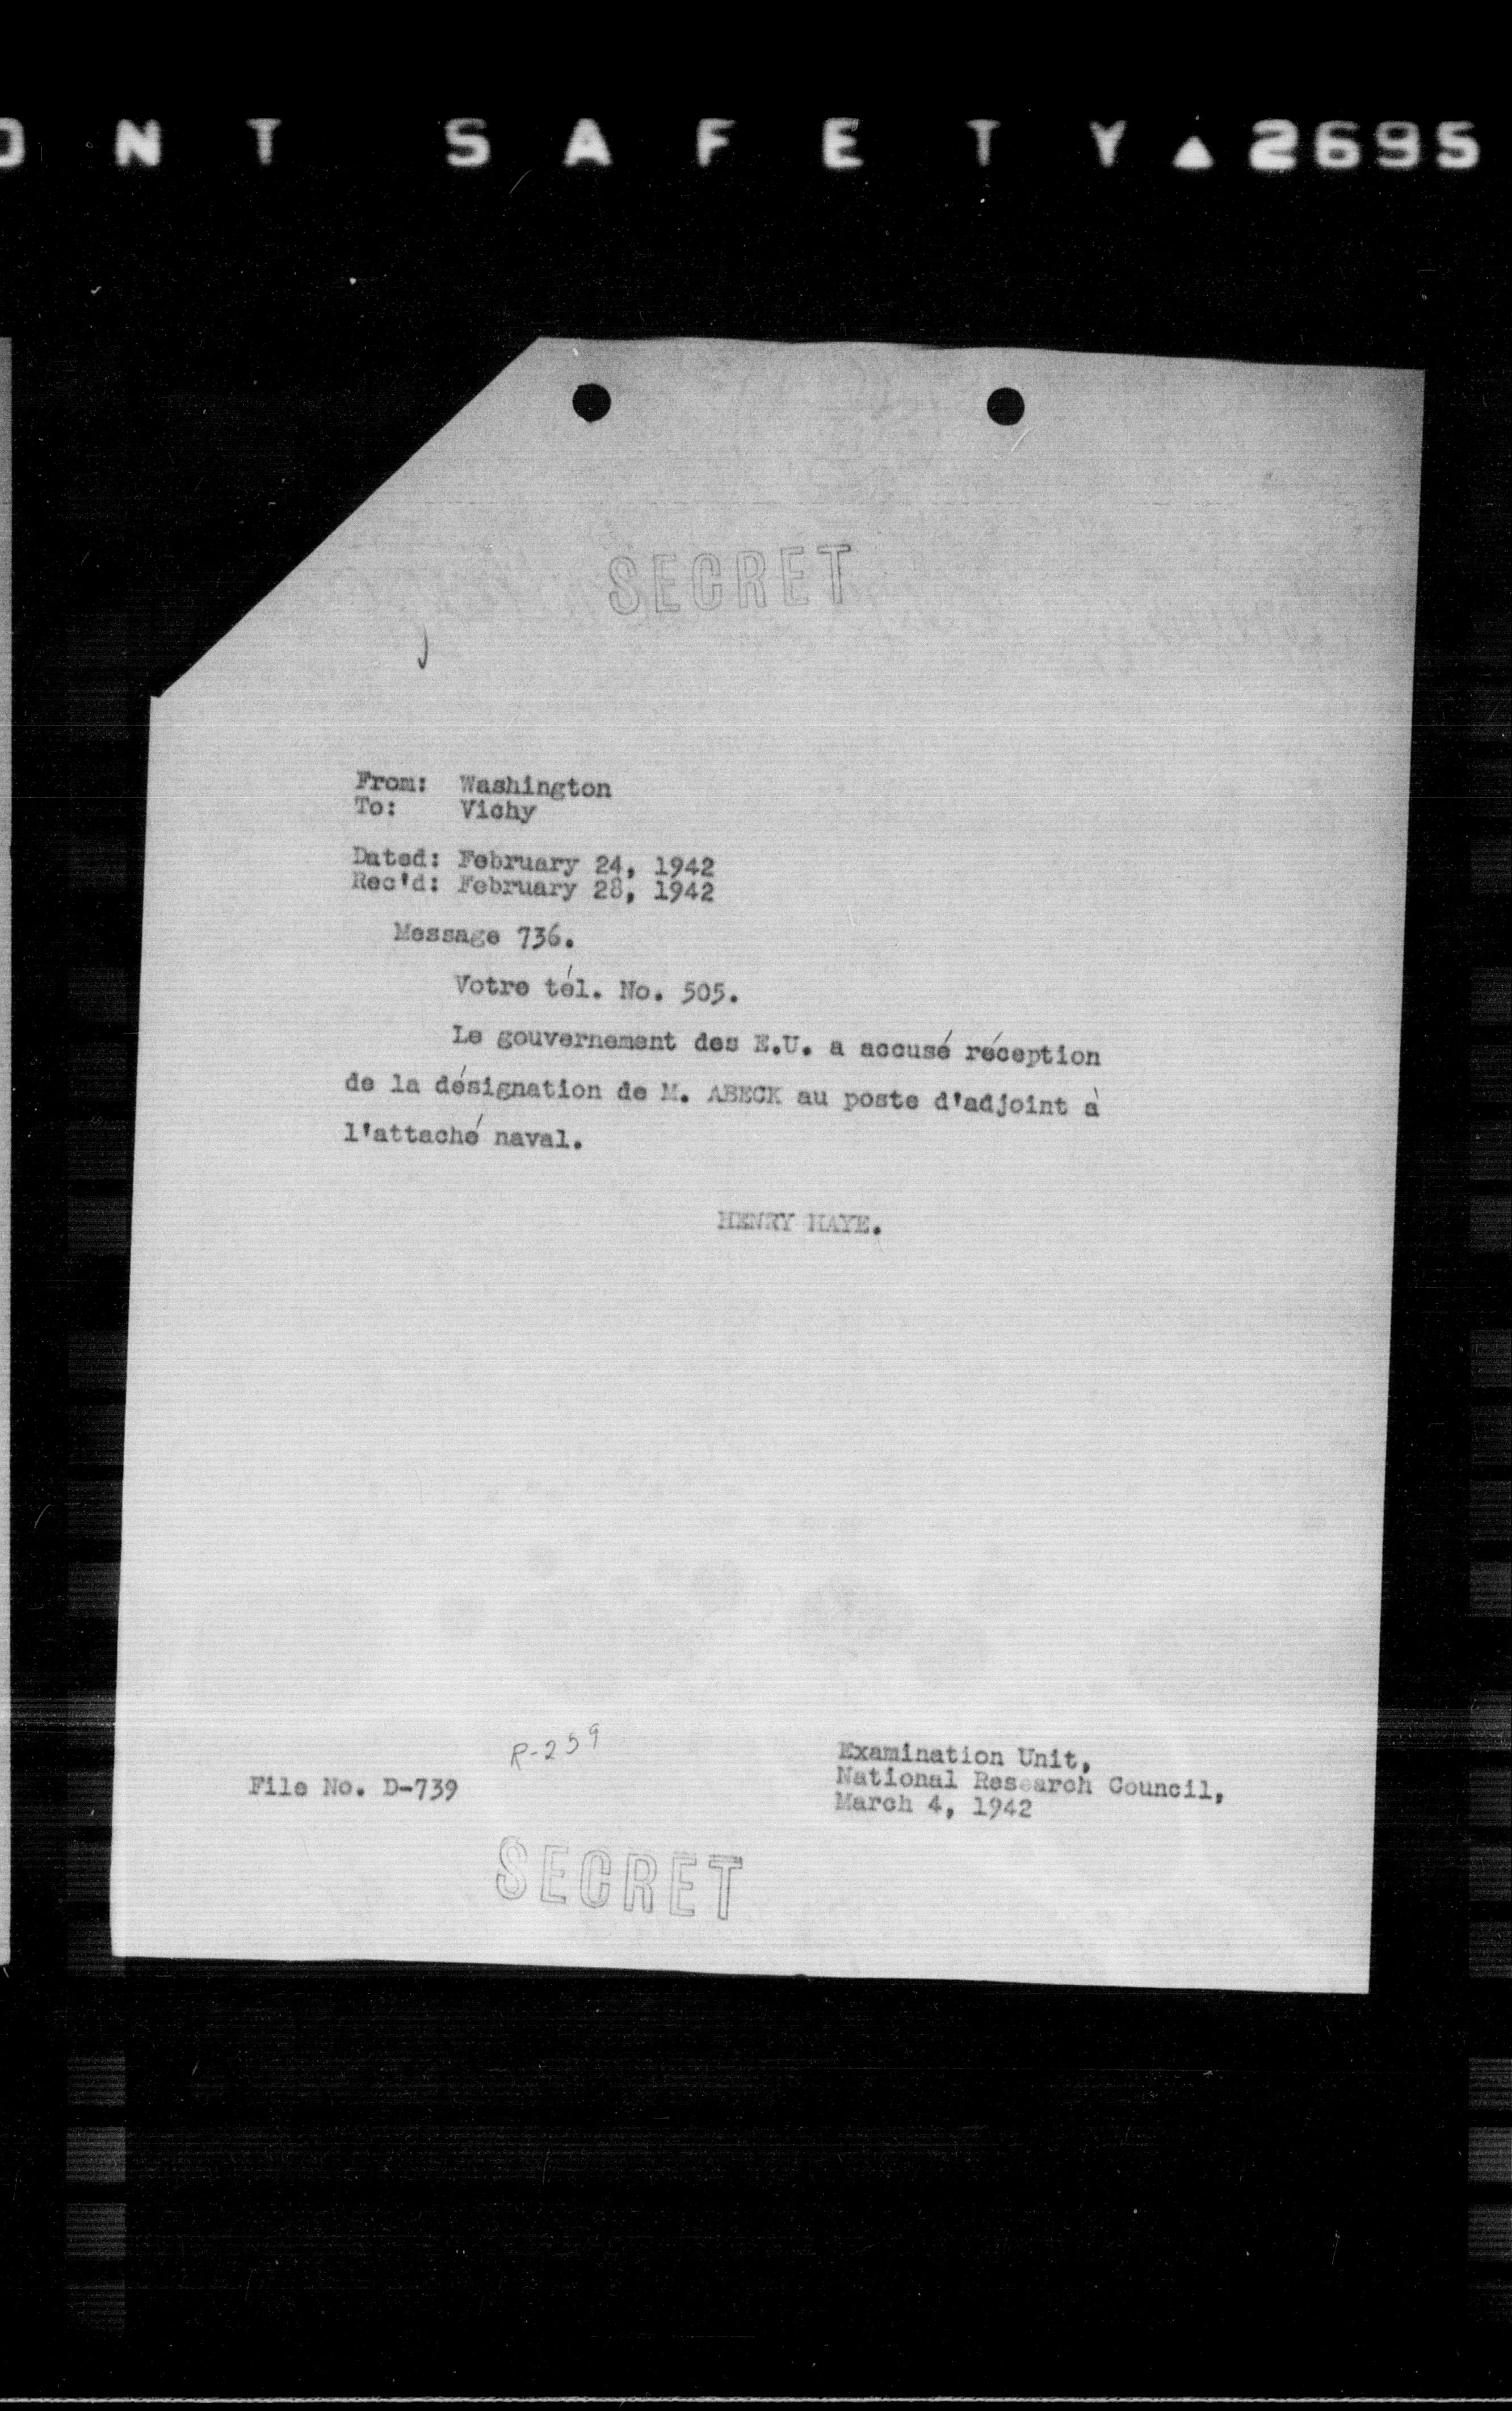 ONT SAFETY▲2695
SECRET
From: Washington
To: Vichy
Dated: February 24, 1942
Rec'd: February 28, 1942
Message 736.
Votre tél. No. 505.
Le gouvernement des E.U. a accusé réception
de la désignation de M. ABECK au poste d'adjoint à
l'attaché naval.
HENRY HAYE.
R-259
Examination Unit,
File No. D-739
National Research Council,
March 4, 1942
SECRET